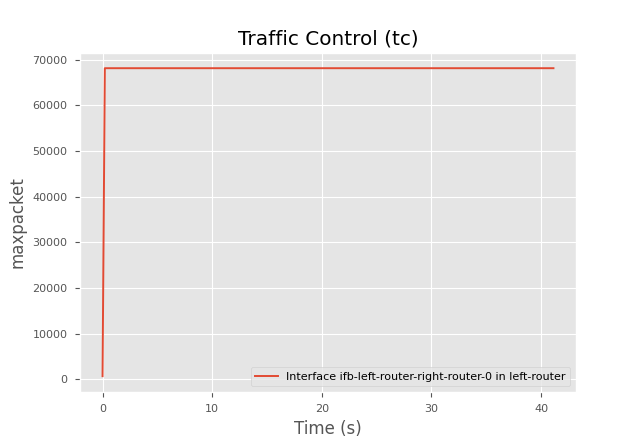 Traffic Control (tc)
70000
60000
50000
40000
30000
20000
10000
0
maxpacket
Interface ifb-left-router-right-router-0 in left-router
0 10 20 30 40
Time (s)